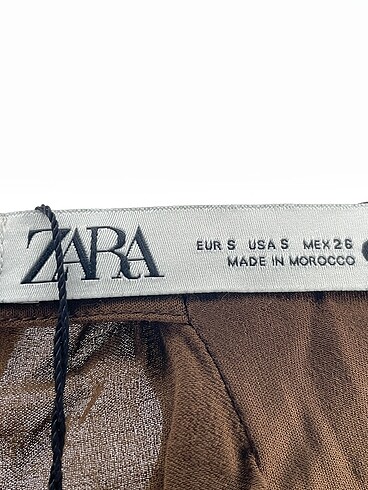 ZARA
EUR S USA S MEX 26
MADE IN MOROCCO